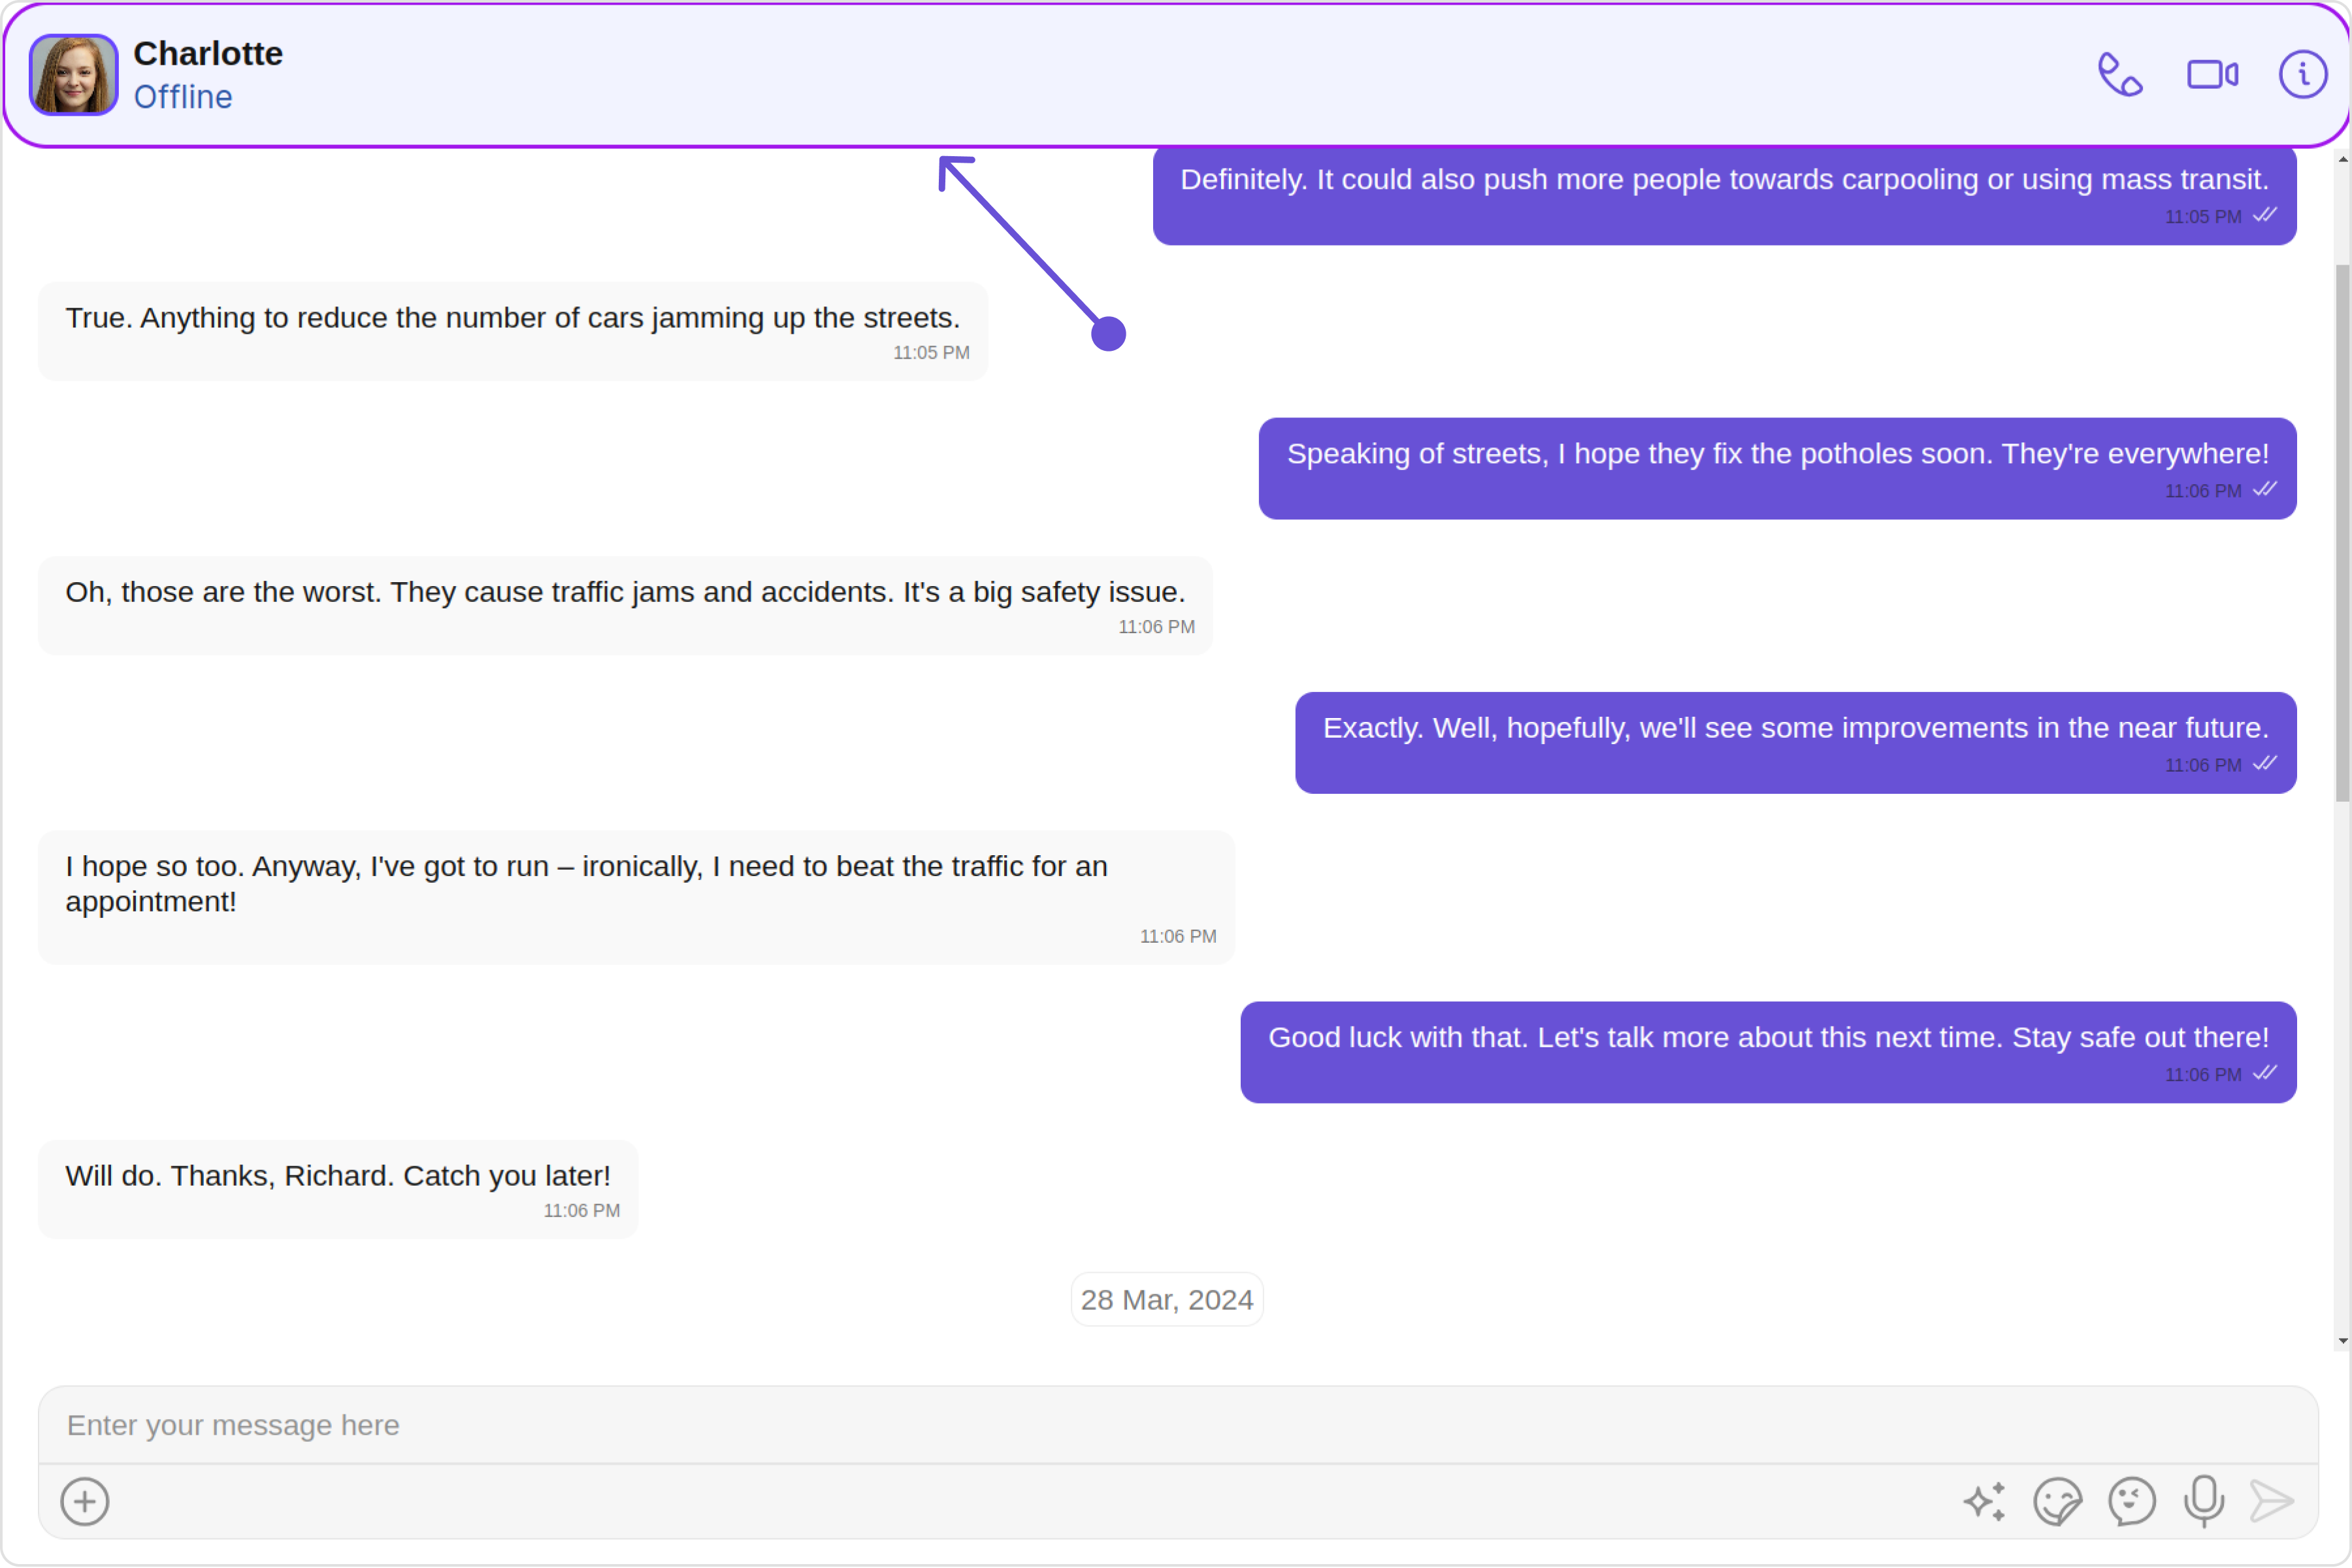 Charlotte
Offline
Definitely. It could also push more people towards carpooling or using mass transit.
11:05 PM
True. Anything to reduce the number of cars jamming up the streets.
11:05 PM
Speaking of streets, I hope they fix the potholes soon. They're everywhere!
11:06 PM
Oh, those are the worst. They cause traffic jams and accidents. It's a big safety issue.
11:06 PM
Exactly. Well, hopefully, we'll see some improvements in the near future.
11:06 PM
I hope so too. Anyway, I've got to run – ironically, I need to beat the traffic for an
appointment!
11:06 PM
Good luck with that. Let's talk more about this next time. Stay safe out there!
11:06 PM
Will do. Thanks, Richard. Catch you later!
11:06 PM
28 Mar, 2024
Enter your message here